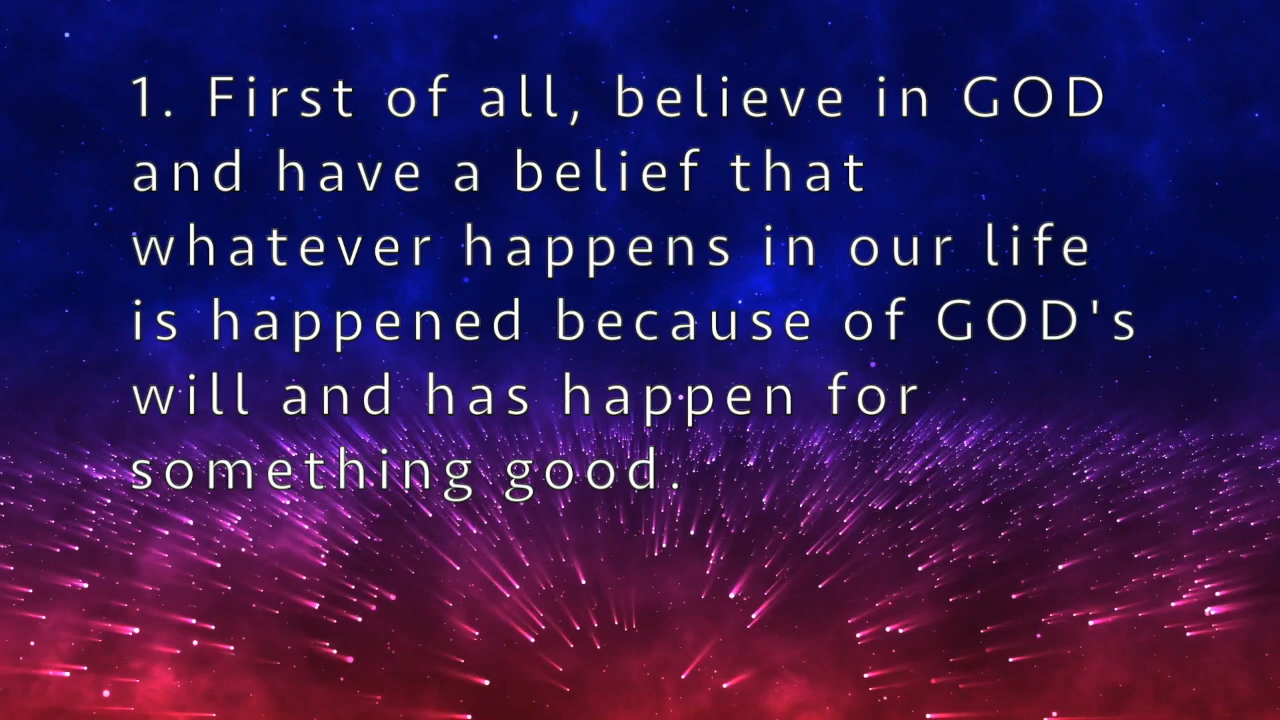 1. First of all, believe in GOD
and have a belief that
whatever happens in our life
is happened because of GOD's
will and has happen for
something good.